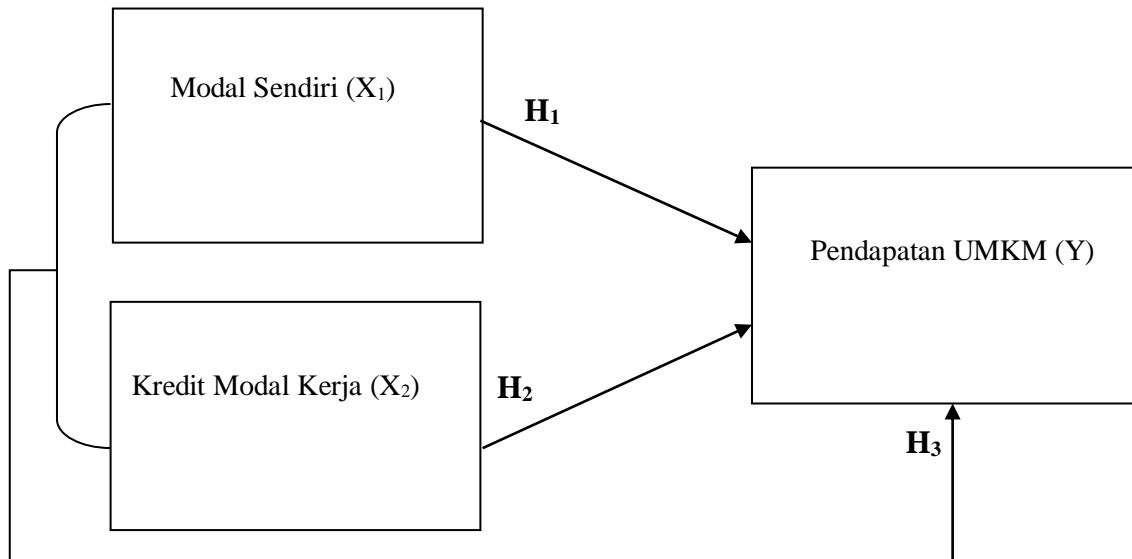 Modal Sendiri (X₁)
H₁
Pendapatan UMKM (Y)
Kredit Modal Kerja (X₂)
H₂
H₃